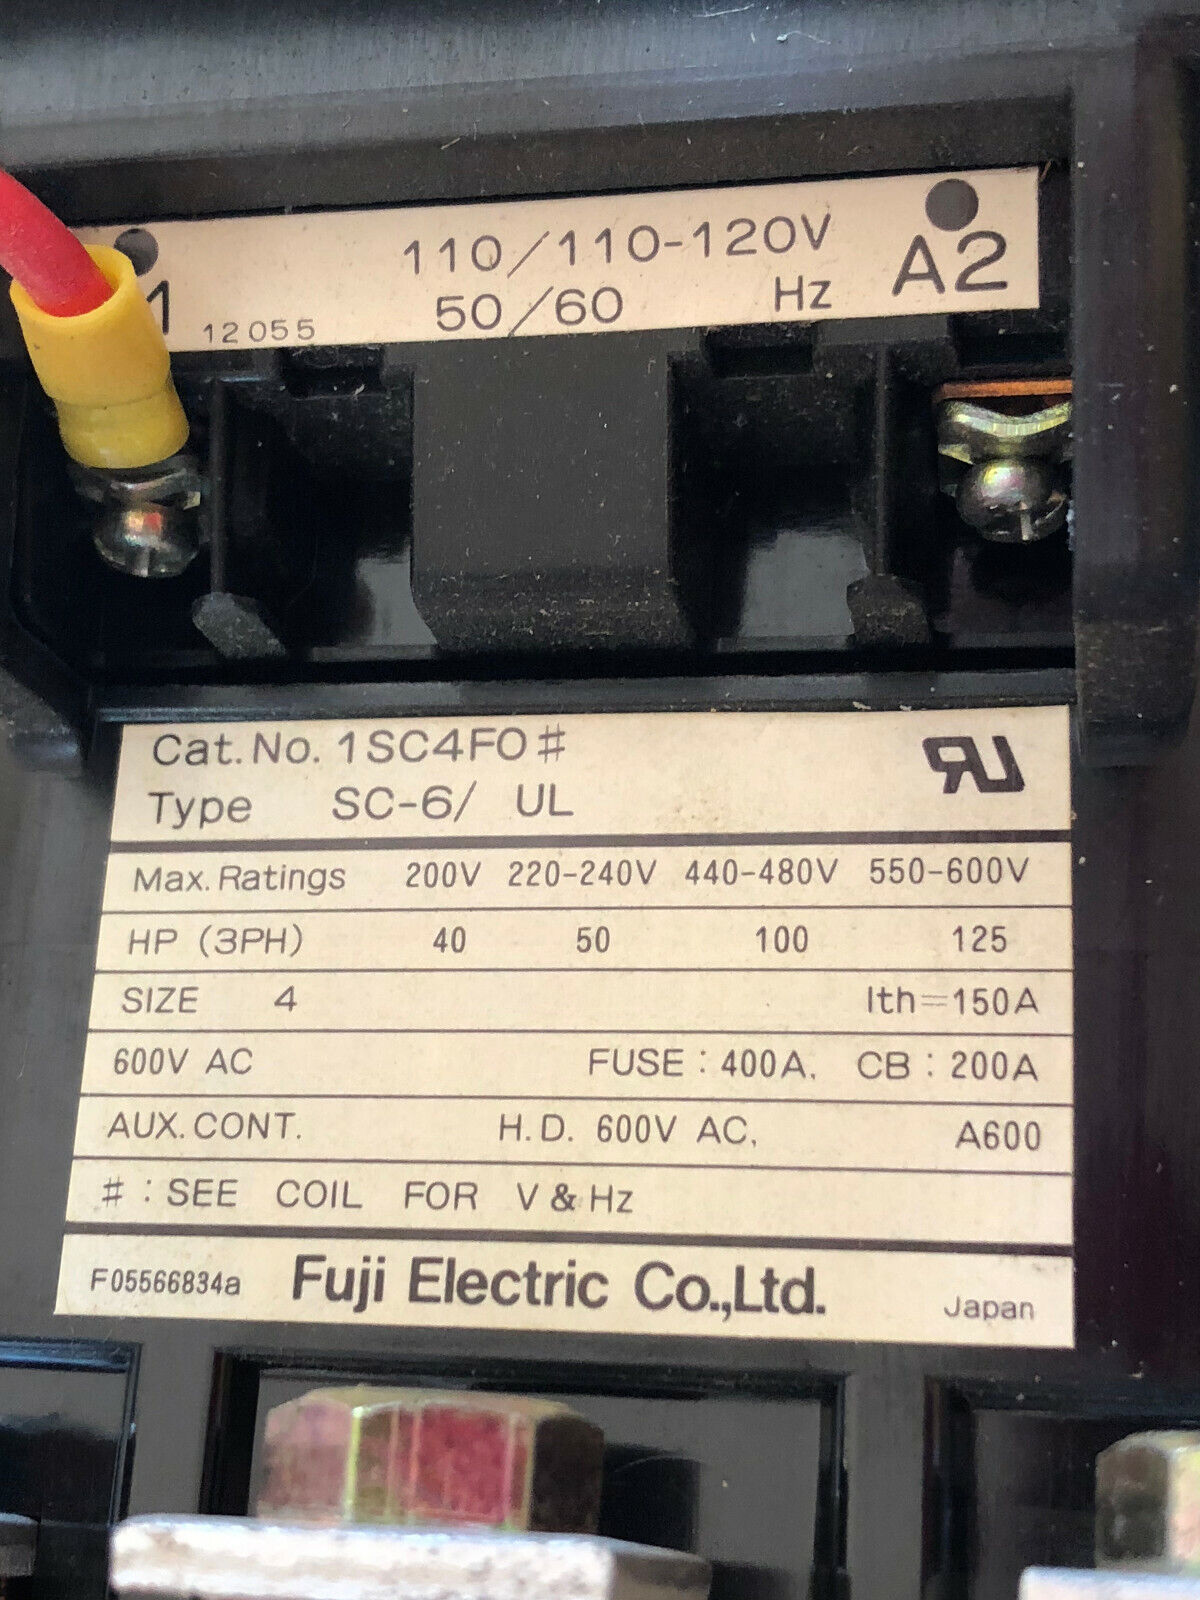 110/110-120V
A2
1 12055 50/60 Hz
Cat. No. 1SC4F0#
Type SC-6/ UL
Max. Ratings 200V 220-240V 440-480V 550-600V
HP (3PH) 40 50 100 125
SIZE 4 Ith=150A
600V AC FUSE : 400A. CB : 200A
AUX. CONT. H.D. 600V AC, A600
# : SEE COIL FOR V & Hz
F05566834a Fuji Electric Co.,Ltd. Japan